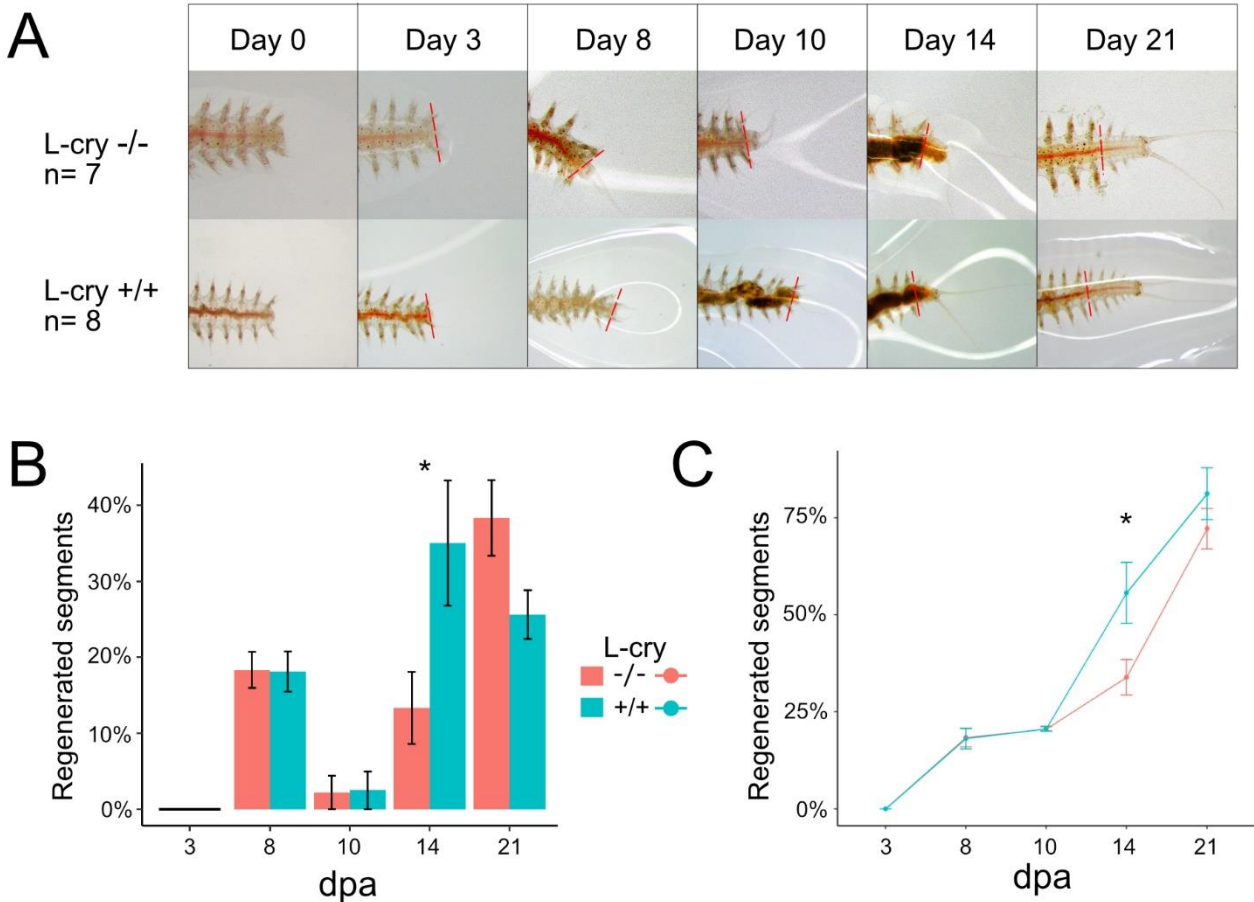 A
Day 0 Day 3 Day 8 Day 10 Day 14 Day 21
L-cry -/-
n= 7
L-cry +/+
n= 8
B
Regenerated segments
40%
30%
20%
10%
0%
*
3 8 10 14 21
dpa
L-cry
-/-
+/+
C
Regenerated segments
75%
50%
25%
0%
*
3 8 10 14 21
dpa